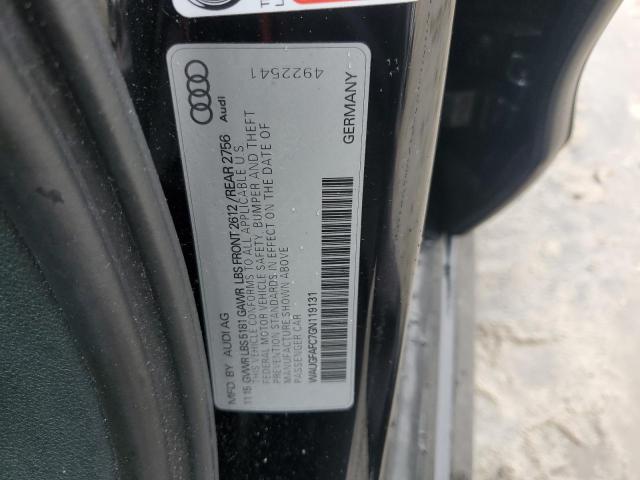 Audi
4922541
MFD BY AUDI AG
11 15 GVWR LBS 5181 GAWR LBS FRONT 2612 / REAR 2756
THIS VEHICLE CONFORMS TO ALL APPLICABLE U S
FEDERAL MOTOR VEHICLE SAFETY, BUMPER AND THEFT
PREVENTION STANDARDS IN EFFECT ON THE DATE OF
MANUFACTURE SHOWN ABOVE
PASSENGER CAR
WAUGFAFC7GN119131
GERMANY